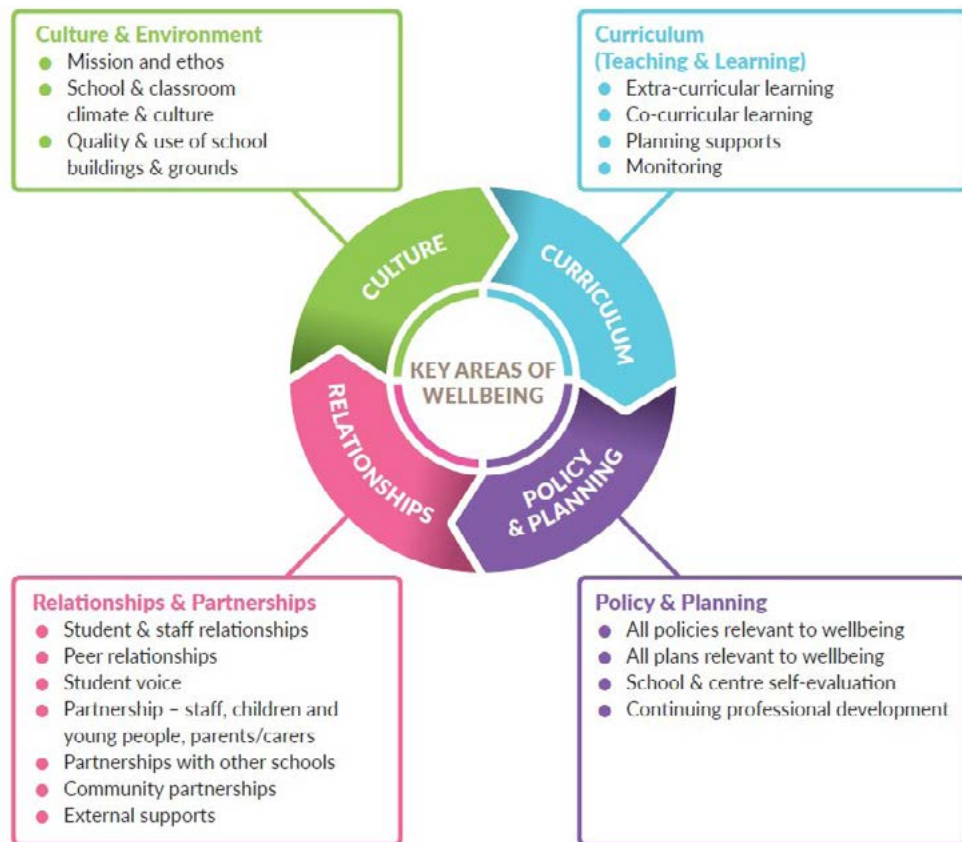 Culture & Environment
Mission and ethos
School & classroom
climate & culture
Quality & use of school
buildings & grounds
Curriculum
(Teaching & Learning)
Extra-curricular learning
Co-curricular learning
Planning supports
Monitoring
CULTURE
CURRICULUM
KEY AREAS OF
WELLBEING
RELATIONSHIPS
POLICY
& PLANNING
Relationships & Partnerships
Student & staff relationships
Peer relationships
Student voice
Partnership – staff, children and
young people, parents/carers
Partnerships with other schools
Community partnerships
External supports
Policy & Planning
All policies relevant to wellbeing
All plans relevant to wellbeing
School & centre self-evaluation
Continuing professional development